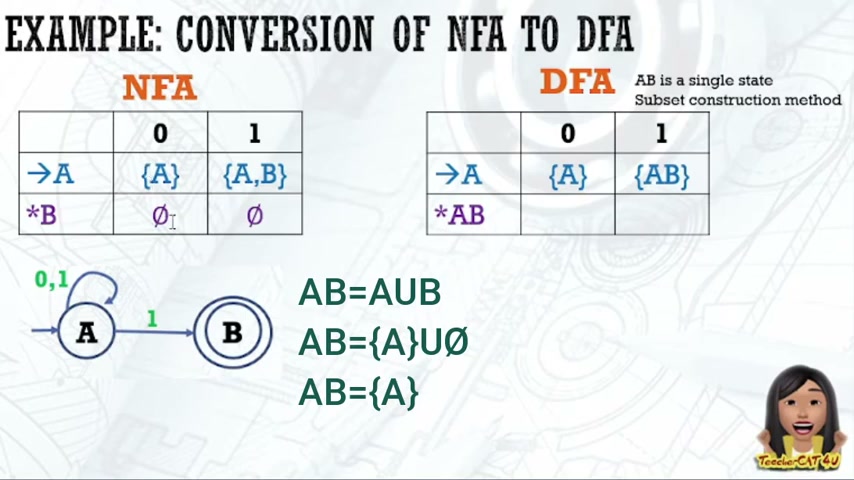 EXAMPLE: CONVERSION OF NFA TO DFA
NFA
DFA
AB is a single state
Subset construction method
0 1
→A {A} {A,B}
*B Ø Ø
0 1
→A {A} {AB}
*AB
0,1
A
1
B
AB=AUB
AB={A}UØ
AB={A}
TeacherCAT4U